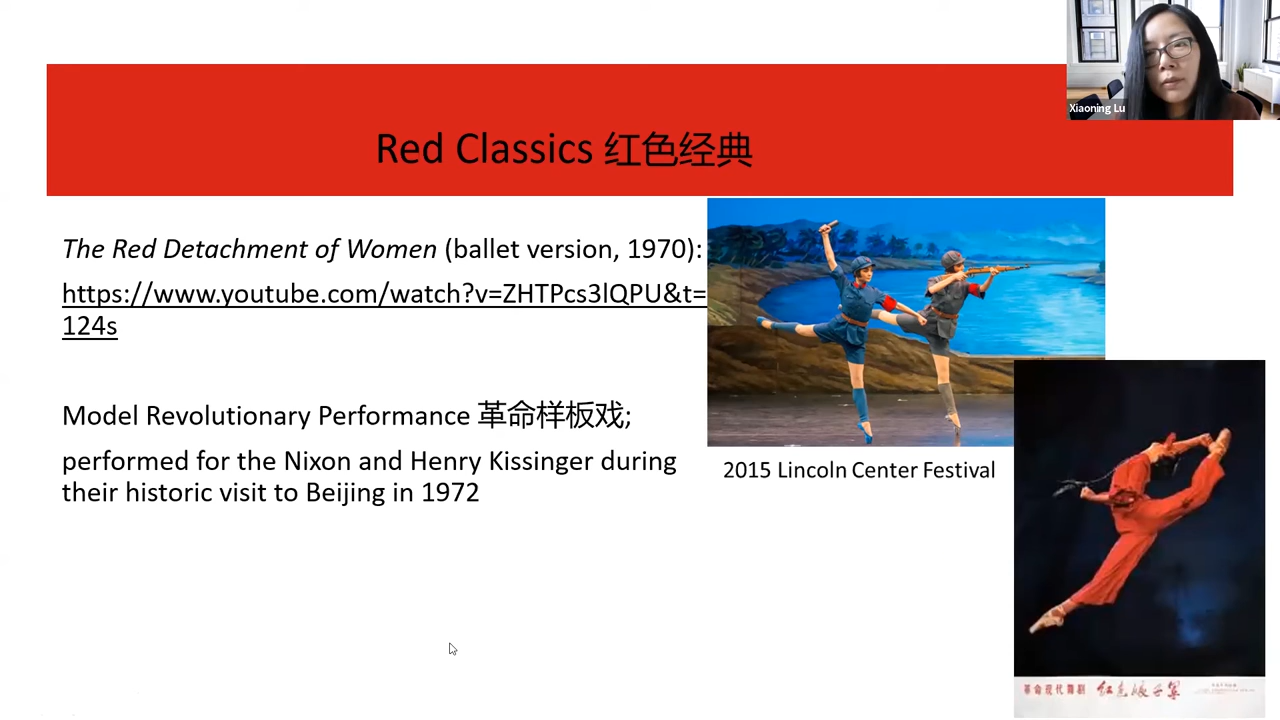 Xiaoning Lu
Red Classics 红色经典
The Red Detachment of Women (ballet version, 1970):
https://www.youtube.com/watch?v=ZHTPcs3lQPU&t=
124s
Model Revolutionary Performance 革命样板戏;
performed for the Nixon and Henry Kissinger during
their historic visit to Beijing in 1972
2015 Lincoln Center Festival
革命现代舞剧 红色娘子军